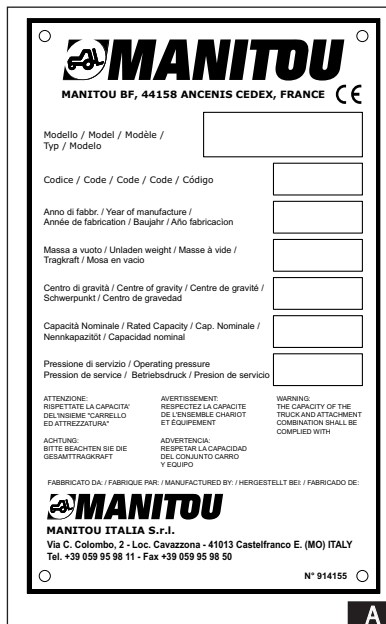 MANITOU
MANITOU BF, 44158 ANCENIS CEDEX, FRANCE CE
Modello / Model / Modèle /
Typ / Modelo
Codice / Code / Code / Code / Código
Anno di fabbr. / Year of manufacture /
Année de fabrication / Baujahr / Año fabricaciòn
Massa a vuoto / Unladen weight / Masse à vide /
Tragkraft / Mosa en vacio
Centro di gravità / Centre of gravity / Centre de gravité /
Schwerpunkt / Centro de gravedad
Capacità Nominale / Rated Capacity / Cap. Nominale /
Nennkapazitöt / Capacidad nominal
Pressione di servizio / Operating pressure
Pression de service / Betriebsdruck / Presion de servicio
ATTENZIONE:
RISPETTATE LA CAPACITA'
DEL'INSIEME "CARRELLO
ED ATTREZZATURA"
AVERTISSEMENT:
RESPECTEZ LA CAPACITE
DE L'ENSEMBLE CHARIOT
ET ÈQUIPEMENT
WARNING:
THE CAPACITY OF THE
TRUCK AND ATTACHMENT
COMBINATION SHALL BE
COMPLIED WITH
ACHTUNG:
BITTE BEACHTEN SIE DIE
GESAMTTRAGKRAFT
ADVERTENCIA:
RESPETAR LA CAPACIDAD
DEL CONJUNTO CARRO
Y EQUIPO
FABBRICATO DA: / FABRIQUE PAR: / MANUFACTURED BY: / HERGESTELLT BEI: / FABRICADO DE:
MANITOU
MANITOU ITALIA S.r.l.
Via C. Colombo, 2 - Loc. Cavazzona - 41013 Castelfranco E. (MO) ITALY
Tel. +39 059 95 98 11 - Fax +39 059 95 98 50
N° 914155
A